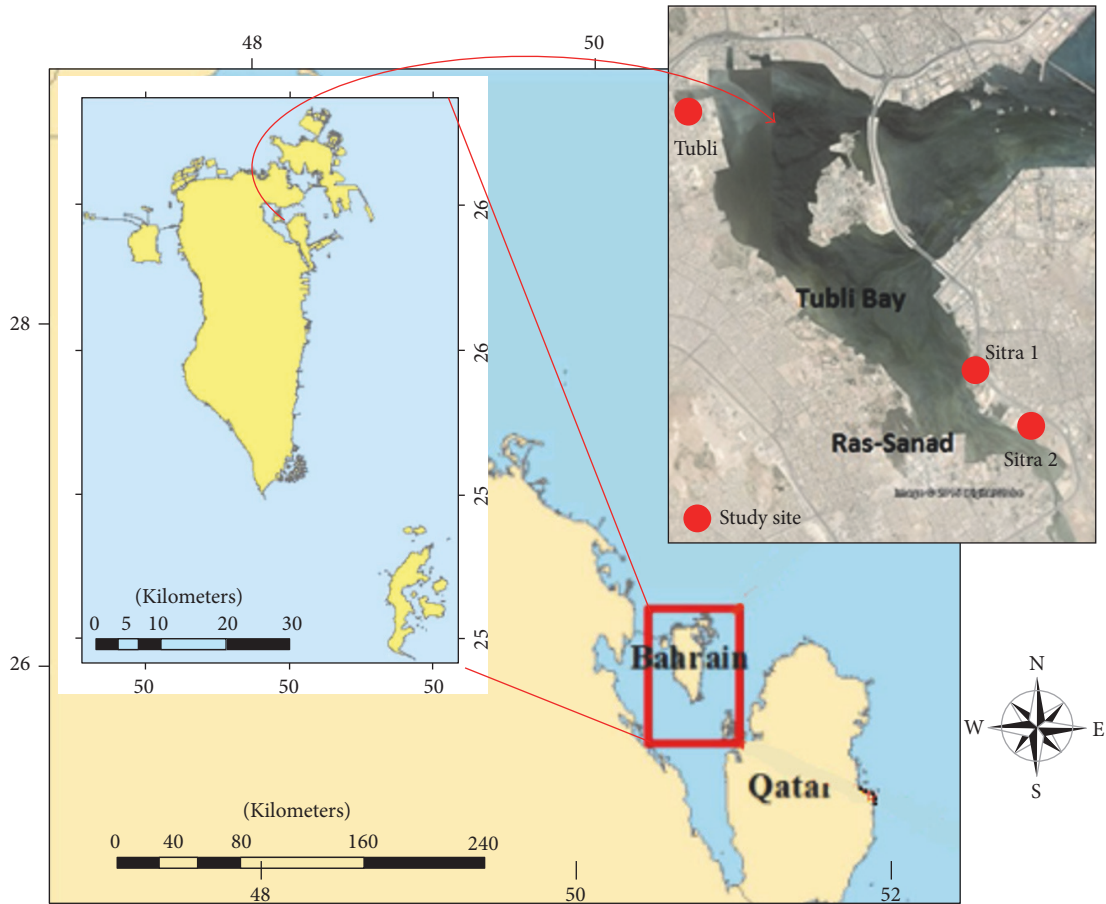 48
50
Tubli
Tubli Bay
Sitra 1
Ras-Sanad
Sitra 2
Study site
26
26
25
25
(Kilometers)
0 5 10 20 30
50 50 50
28
26
Bahrain
Qatar
N
W E
S
(Kilometers)
0 40 80 160 240
48 50 52